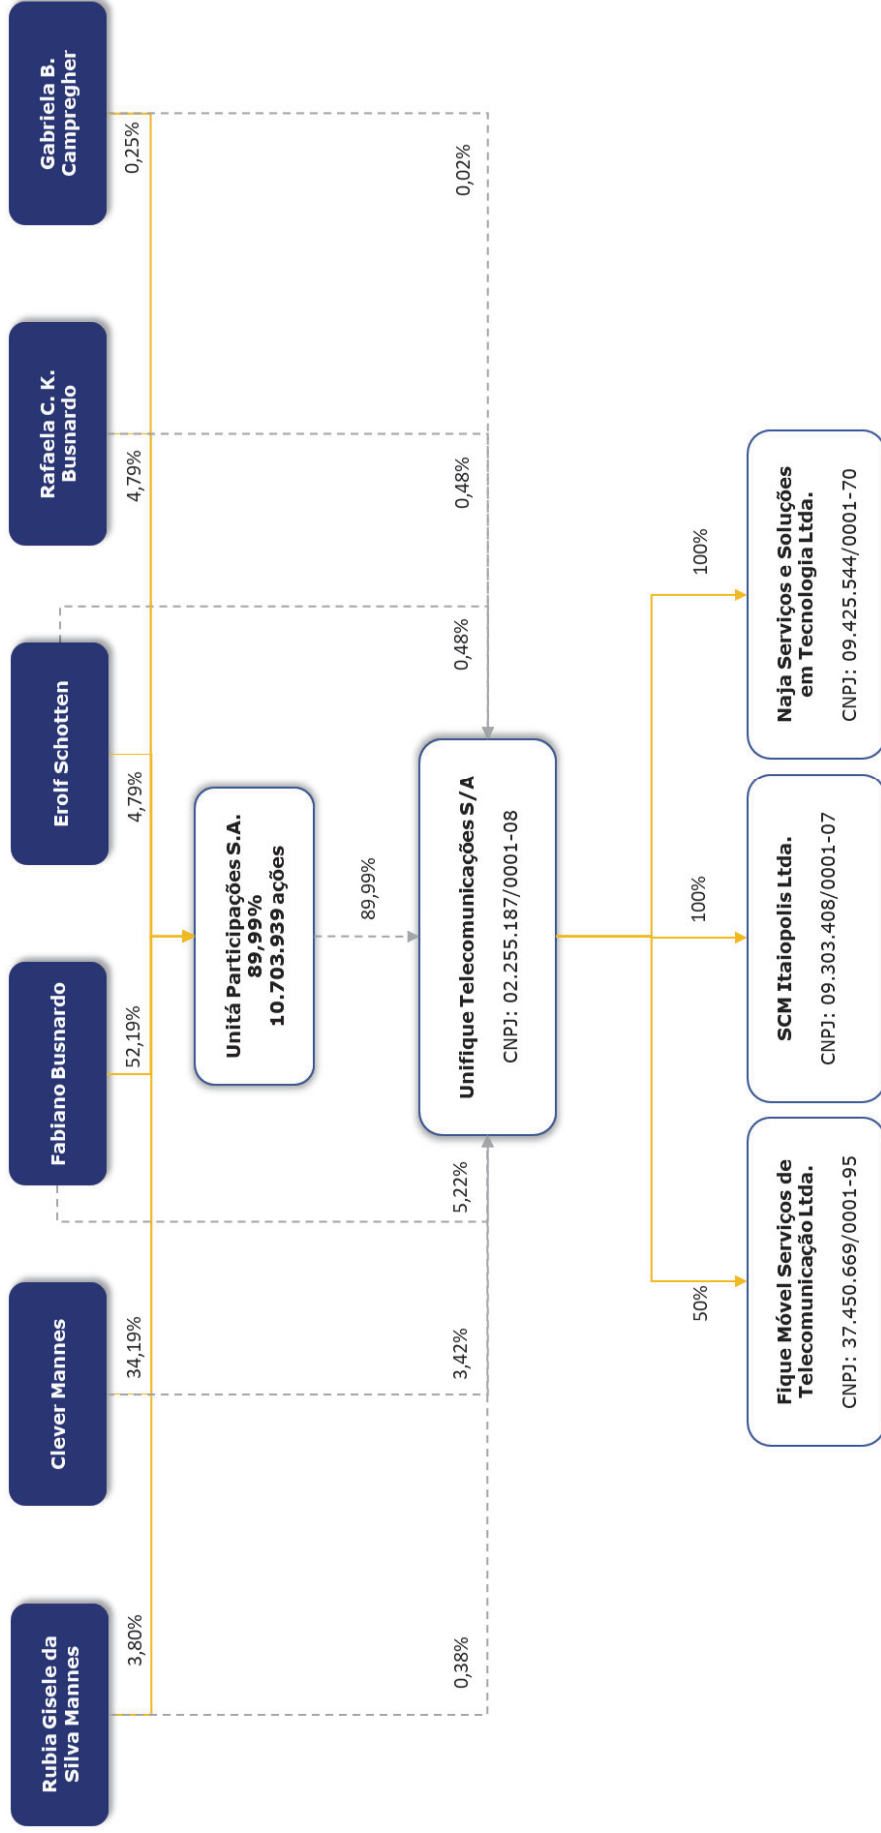 Rubia Gisele da
Silva Mannes
Clever Mannes
Fabiano Busnardo
Erolf Schotten
Rafaela C. K.
Busnardo
Gabriela B.
Campregher
3,80%
34,19%
52,19%
4,79%
4,79%
0,25%
Unitá Participações S.A.
89,99%
10.703.939 ações
89,99%
0,38%
3,42%
5,22%
0,48%
0,48%
0,02%
Unifique Telecomunicações S/A
CNPJ: 02.255.187/0001-08
50%
100%
100%
Fique Móvel Serviços de
Telecomunicação Ltda.
CNPJ: 37.450.669/0001-95
SCM Itaiopolis Ltda.
CNPJ: 09.303.408/0001-07
Naja Serviços e Soluções
em Tecnologia Ltda.
CNPJ: 09.425.544/0001-70